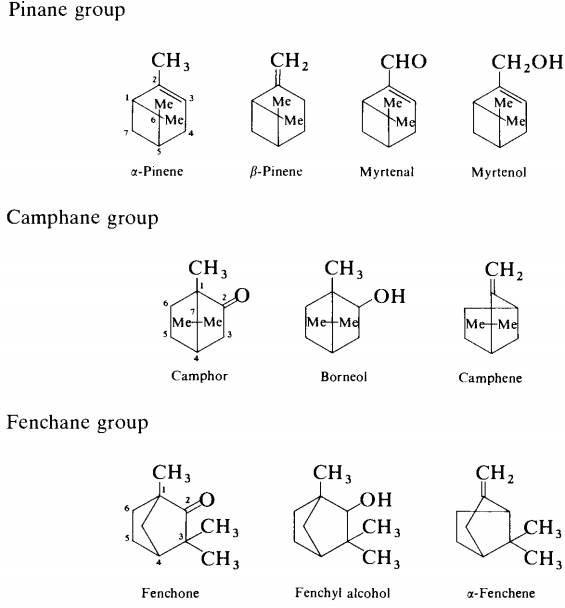 Pinane group
CH₃ CH₂ CHO CH₂OH
2
1 Me 3 Me Me Me
6 Me Me Me Me
7 4
5
α-Pinene β-Pinene Myrtenal Myrtenol
Camphane group
CH₃ CH₃ CH₂
1
6 2 O OH
7
Me Me Me Me Me Me
5 3
4
Camphor Borneol Camphene
Fenchane group
CH₃ CH₃ CH₂
1
6 2 O OH
5 3 CH₃ CH₃ CH₃
4 CH₃ CH₃ CH₃
Fenchone Fenchyl alcohol α-Fenchene